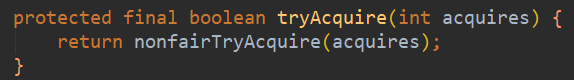 protected final boolean tryAcquire(int acquires) {
    return nonfairTryAcquire(acquires);
}